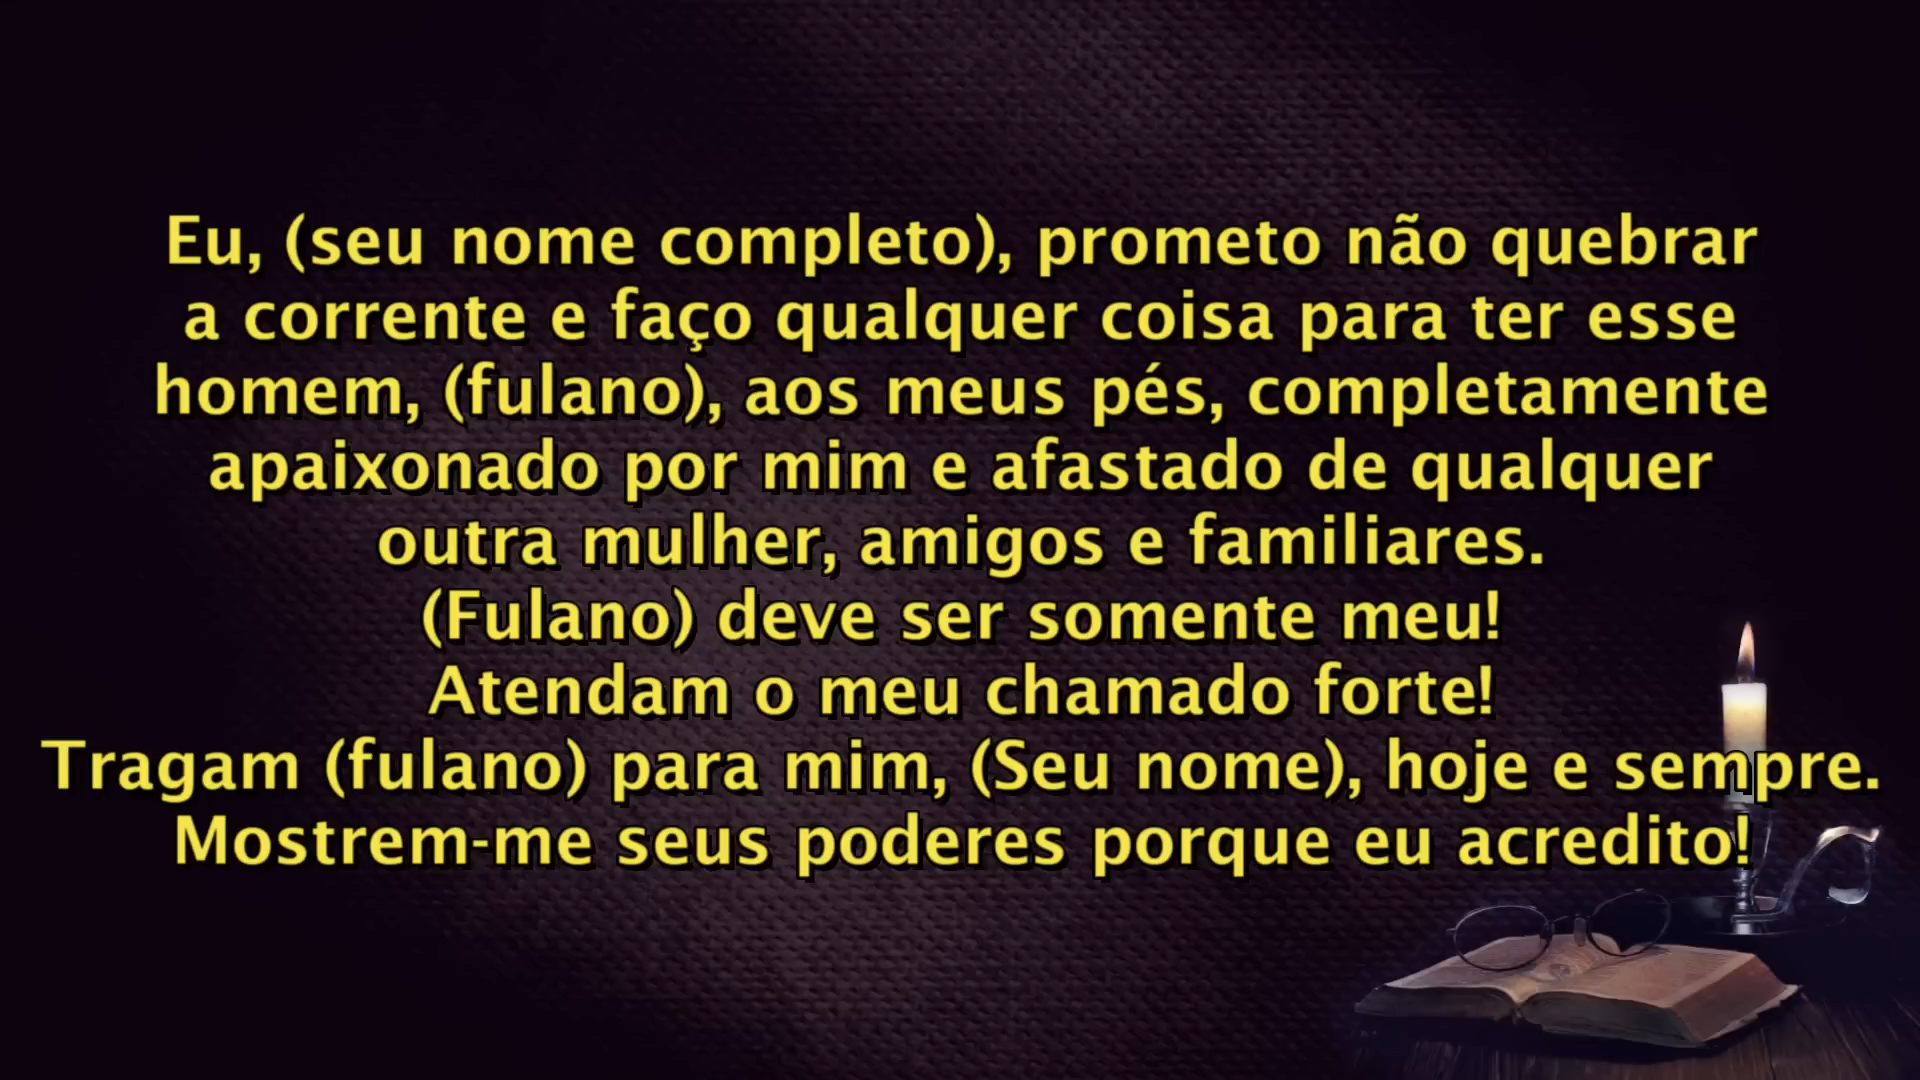 Eu, (seu nome completo), prometo não quebrar
a corrente e faço qualquer coisa para ter esse
homem, (fulano), aos meus pés, completamente
apaixonado por mim e afastado de qualquer
outra mulher, amigos e familiares.
(Fulano) deve ser somente meu!
Atendam o meu chamado forte!
Tragam (fulano) para mim, (Seu nome), hoje e sempre.
Mostrem-me seus poderes porque eu acredito!